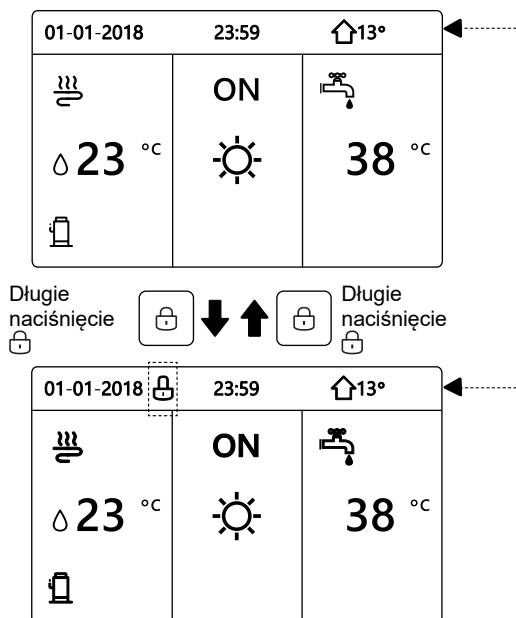 01-01-2018 23:59 13°
ON
23 °C 38 °C
Długie naciśnięcie
Długie naciśnięcie
01-01-2018 23:59 13°
ON
23 °C 38 °C